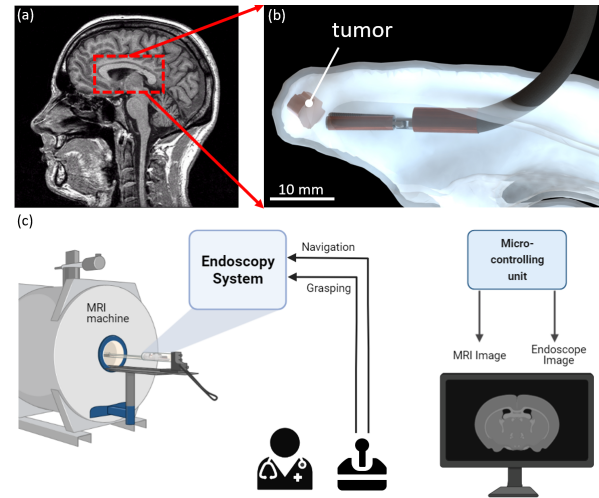 (a)
(b)
tumor
10 mm
(c)
Endoscopy
System
Navigation
Grasping
MRI
machine
Micro-
controlling
unit
MRI Image
Endoscope
Image